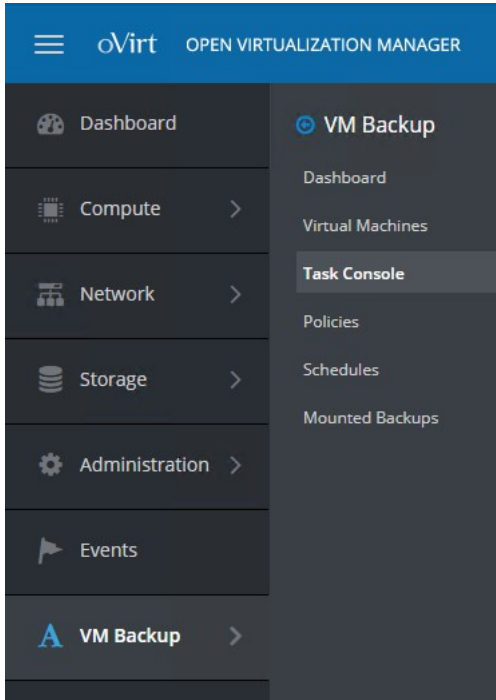 oVirt OPEN VIRTUALIZATION MANAGER
Dashboard
Compute
Network
Storage
Administration
Events
A VM Backup
VM Backup
Dashboard
Virtual Machines
Task Console
Policies
Schedules
Mounted Backups